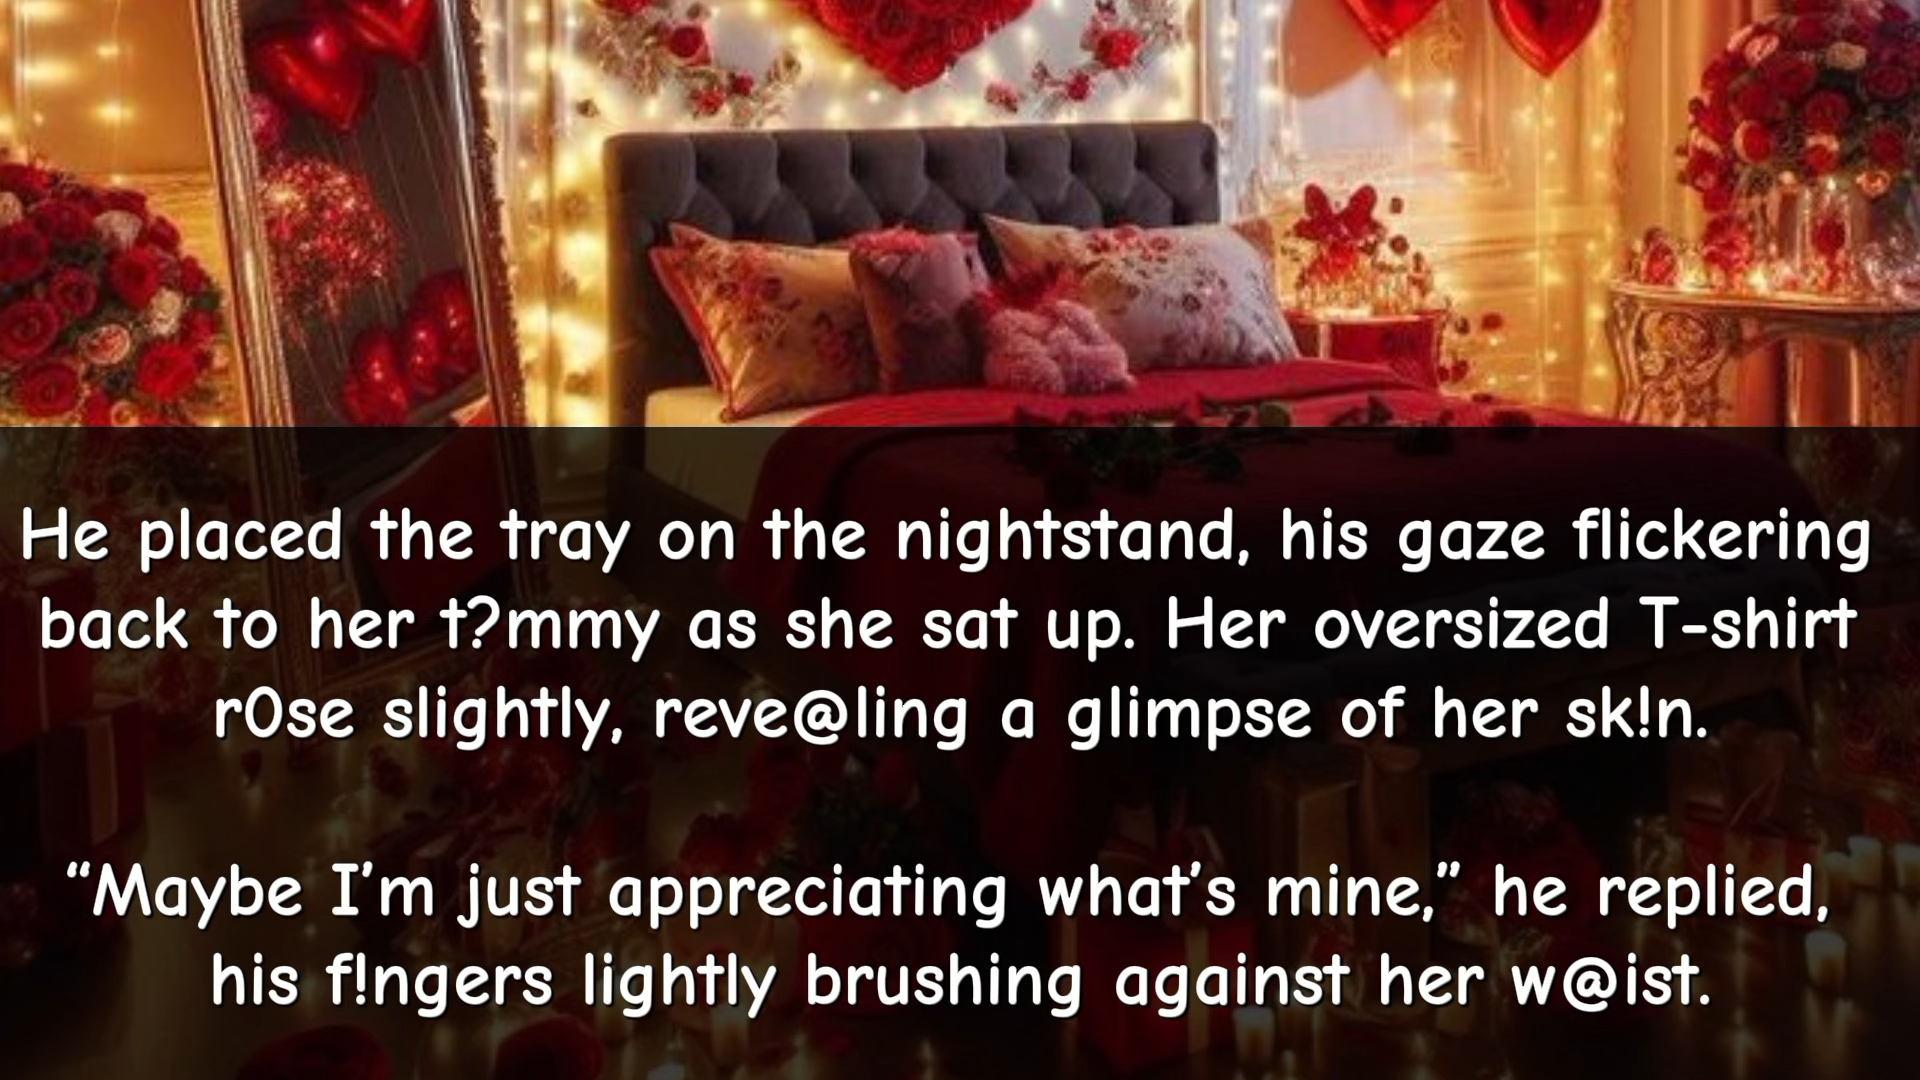 He placed the tray on the nightstand, his gaze flickering
back to her t?mmy as she sat up. Her oversized T-shirt
r0se slightly, reve@ling a glimpse of her sk!n.
“Maybe I’m just appreciating what’s mine,” he replied,
his f!ngers lightly brushing against her w@ist.